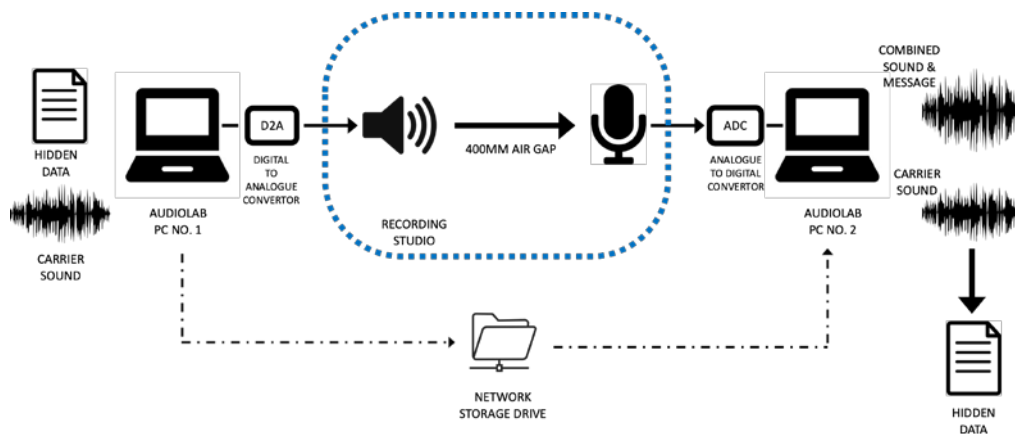 HIDDEN
DATA
CARRIER
SOUND
AUDIOLAB
PC NO. 1
D2A
DIGITAL
TO
ANALOGUE
CONVERTOR
RECORDING
STUDIO
400MM AIR GAP
ADC
ANALOGUE
TO DIGITAL
CONVERTOR
AUDIOLAB
PC NO. 2
COMBINED
SOUND &
MESSAGE
CARRIER
SOUND
HIDDEN
DATA
NETWORK
STORAGE DRIVE